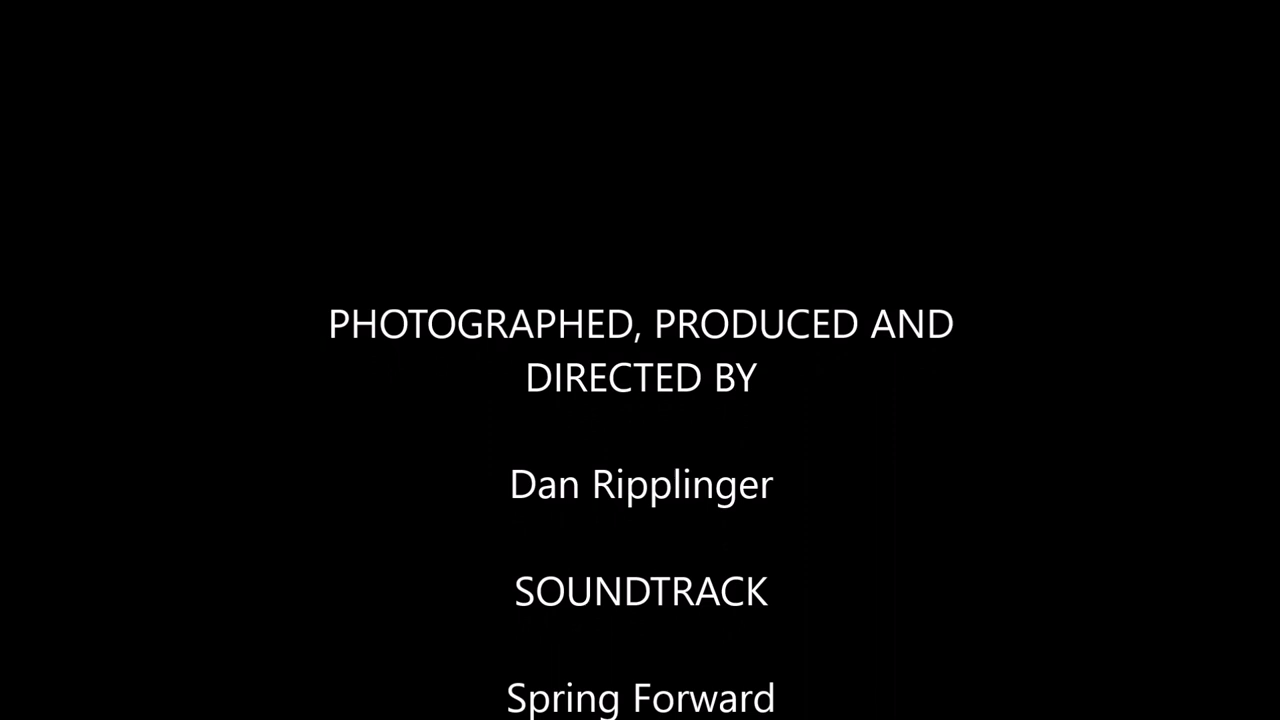 PHOTOGRAPHED, PRODUCED AND
DIRECTED BY
Dan Ripplinger
SOUNDTRACK
Spring Forward